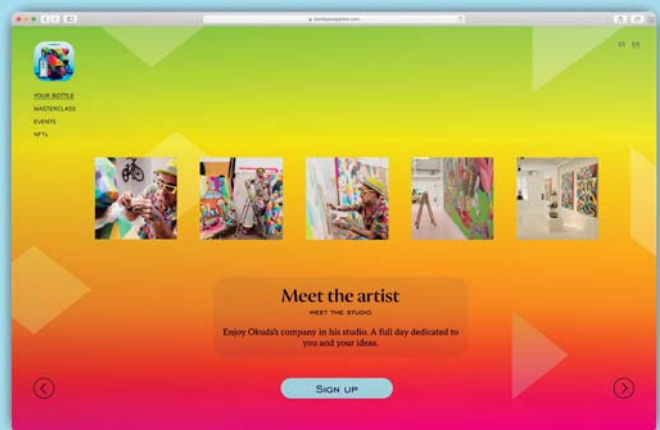 ES EN
YOUR BOTTLE
MASTERCLASS
EVENTS
NFTs
Meet the artist
MEET THE STUDIO
Enjoy Okuda's company in his studio. A full day dedicated to
you and your ideas.
SIGN UP